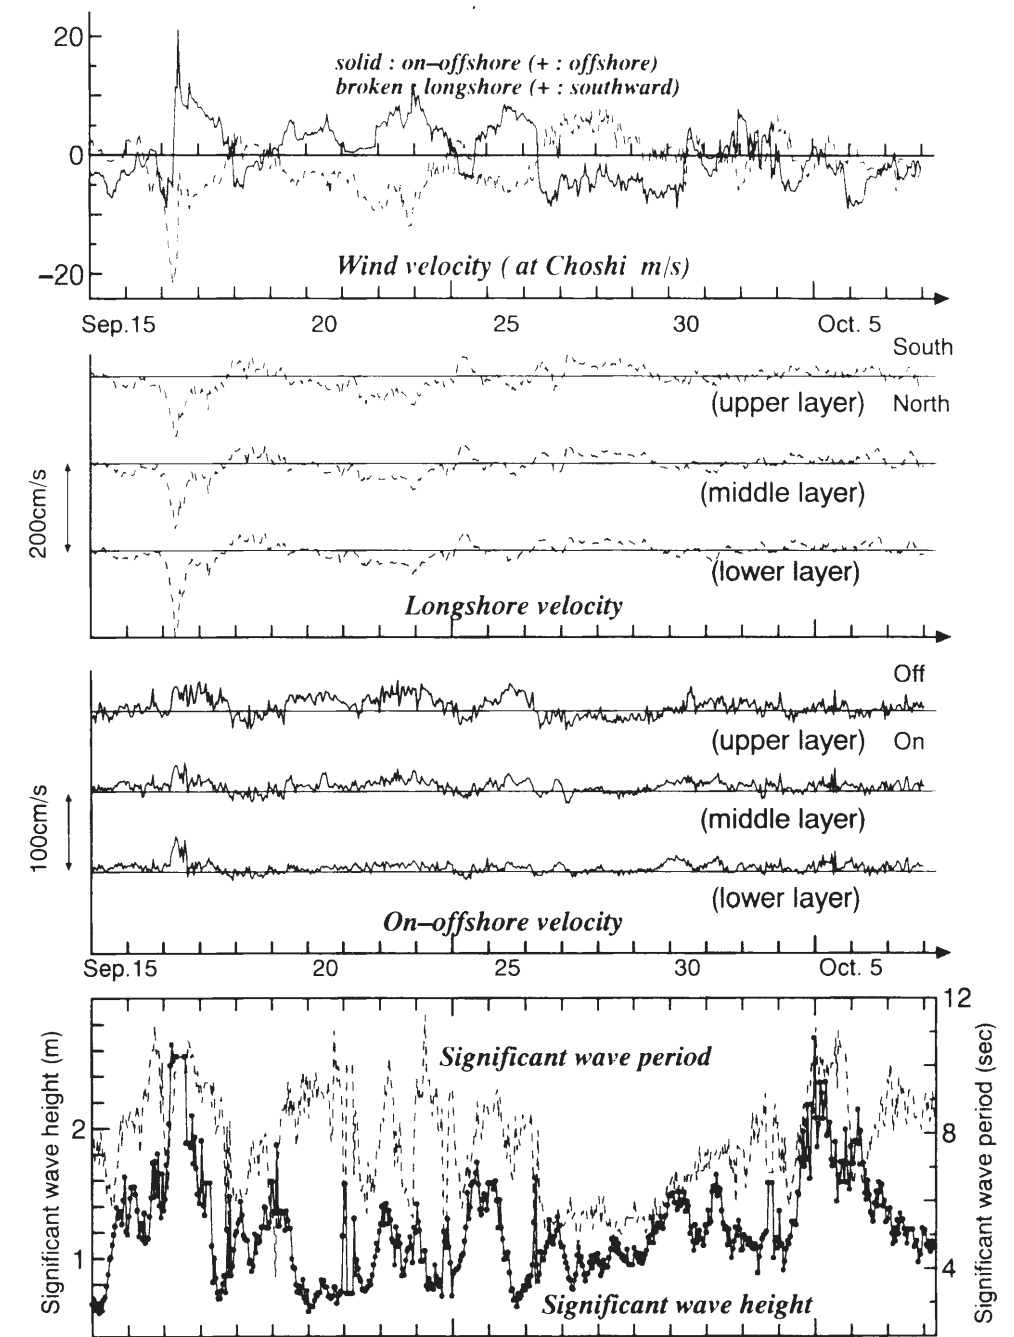 20
solid : on–offshore (+ : offshore)
broken : longshore (+ : southward)
0
–20
Wind velocity ( at Choshi m/s)
Sep.15 20 25 30 Oct. 5
South
(upper layer) North
(middle layer)
200cm/s
(lower layer)
Longshore velocity
Off
(upper layer) On
(middle layer)
100cm/s
(lower layer)
On–offshore velocity
Sep.15 20 25 30 Oct. 5
12
Significant wave period
Significant wave height (m)
Significant wave period (sec)
2 8
1 4
Significant wave height